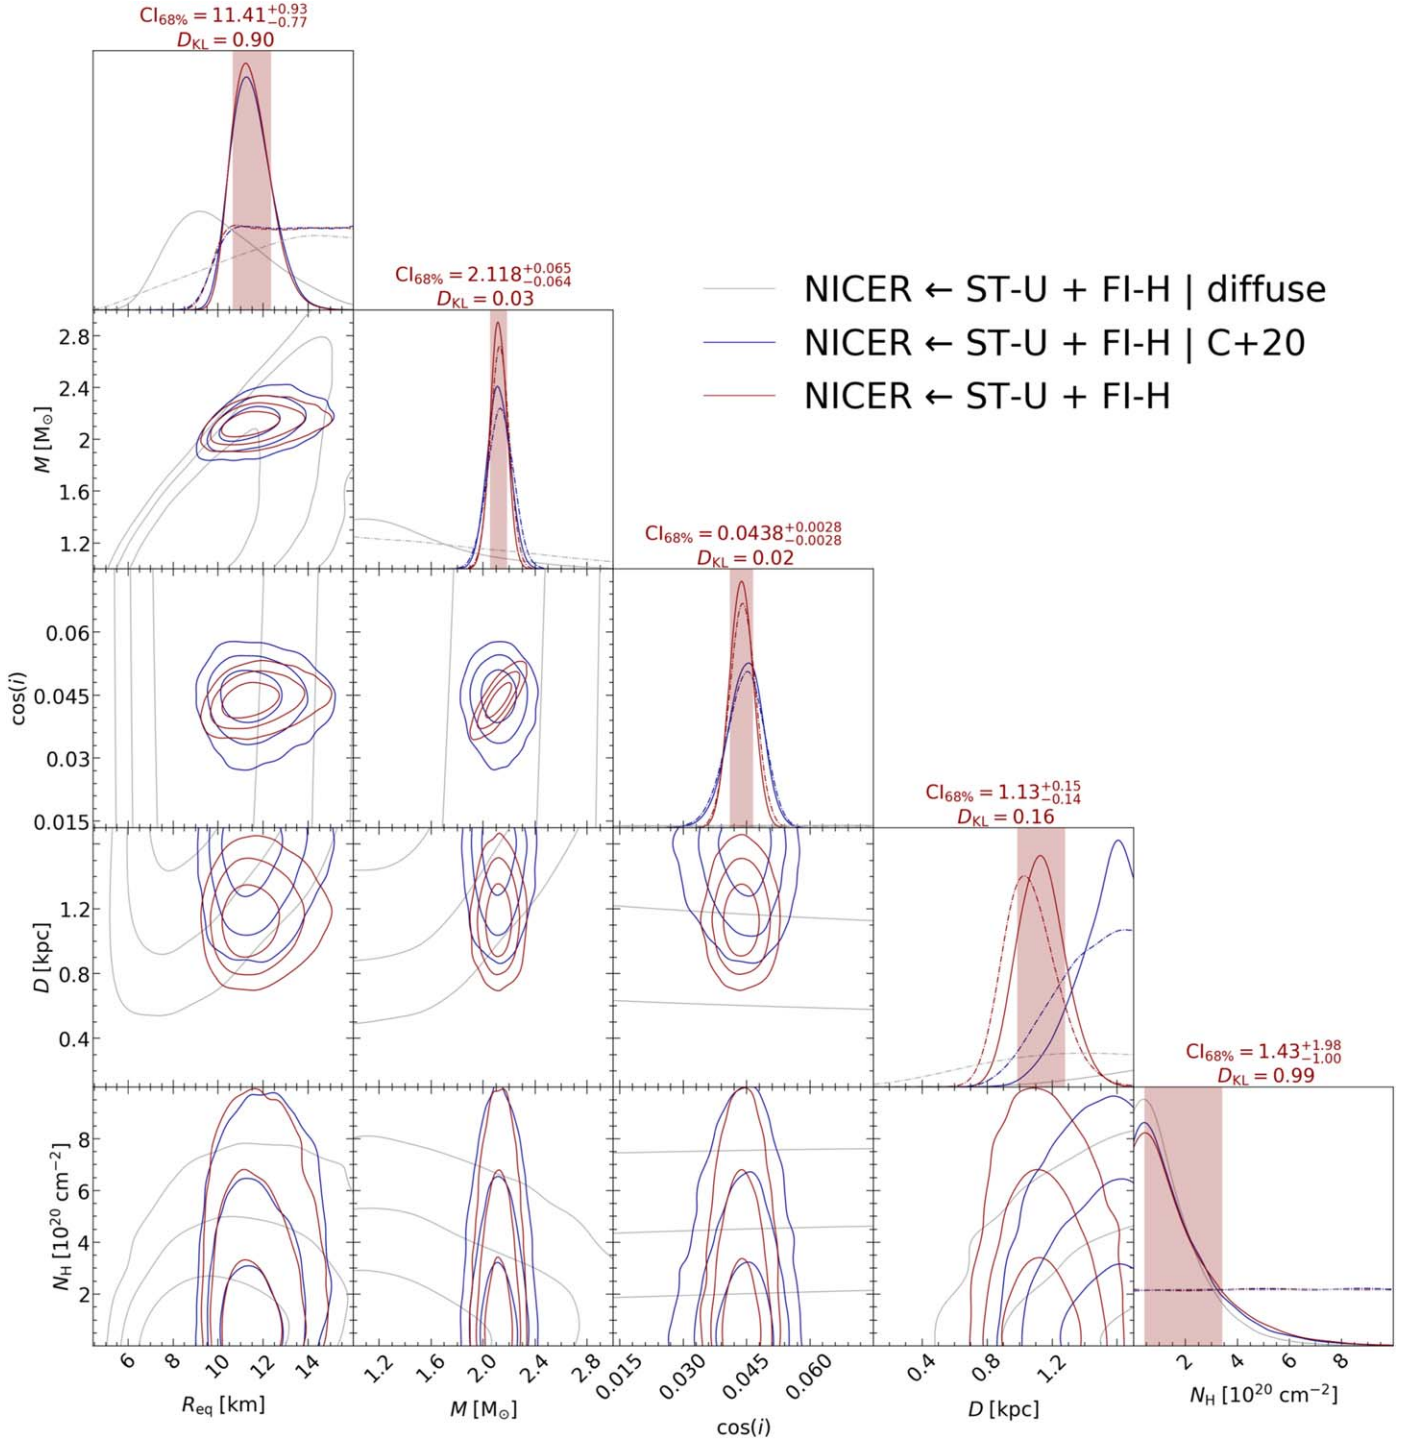 CI68% = 11.41 +0.93 −0.77
DKL = 0.90
CI68% = 2.118 +0.065 −0.064
DKL = 0.03
NICER ← ST-U + FI-H | diffuse
NICER ← ST-U + FI-H | C+20
NICER ← ST-U + FI-H
2.8
2.4
2
1.6
1.2
M [M⊙]
CI68% = 0.0438 +0.0028 −0.0028
DKL = 0.02
0.06
0.045
0.03
0.015
cos(i)
CI68% = 1.13 +0.15 −0.14
DKL = 0.16
1.2
0.8
0.4
D [kpc]
CI68% = 1.43 +1.98 −1.00
DKL = 0.99
8
6
4
2
NH [10²⁰ cm⁻²]
6 8 10 12 14
1.2 1.6 2.0 2.4 2.8
0.015 0.030 0.045 0.060
0.4 0.8 1.2
2 4 6 8
Req [km]
M [M⊙]
cos(i)
D [kpc]
NH [10²⁰ cm⁻²]